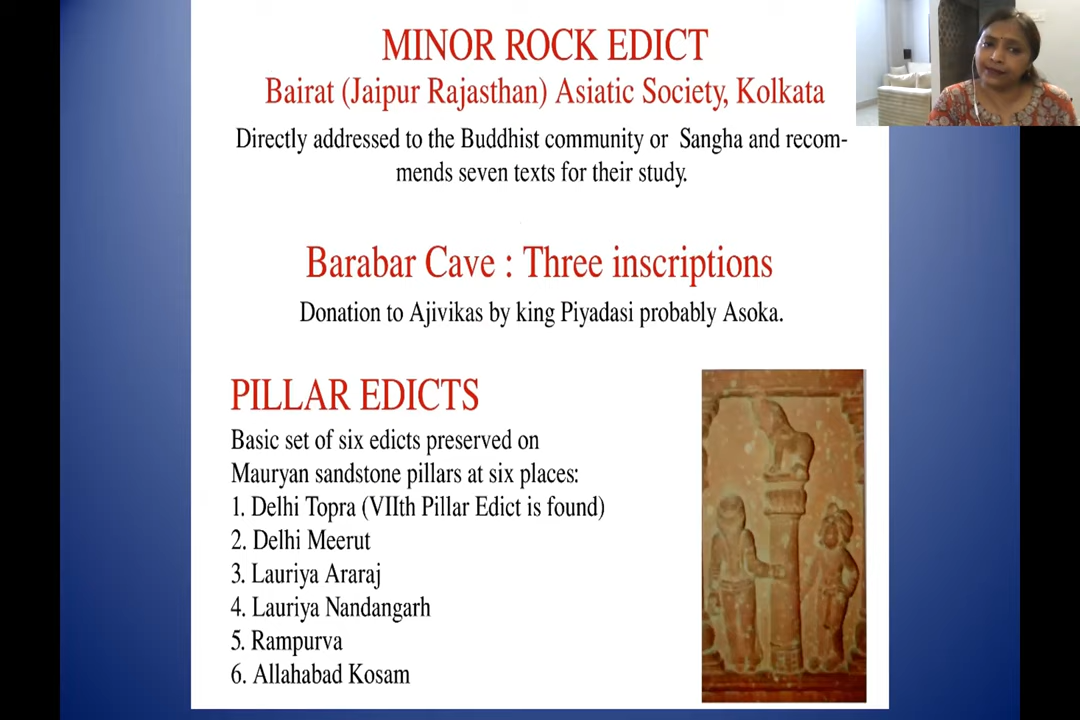 MINOR ROCK EDICT
Bairat (Jaipur Rajasthan) Asiatic Society, Kolkata
Directly addressed to the Buddhist community or Sangha and recom-
mends seven texts for their study.
Barabar Cave : Three inscriptions
Donation to Ajivikas by king Piyadasi probably Asoka.
PILLAR EDICTS
Basic set of six edicts preserved on
Mauryan sandstone pillars at six places:
1. Delhi Topra (VIIth Pillar Edict is found)
2. Delhi Meerut
3. Lauriya Araraj
4. Lauriya Nandangarh
5. Rampurva
6. Allahabad Kosam